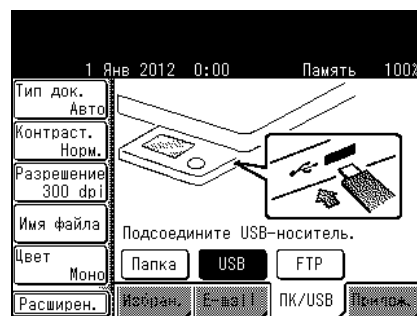 1 Янв 2012 0:00 Память 100%
Тип док.
Авто
Контраст.
Норм.
Разрешение
300 dpi
Имя файла
Цвет
Моно
Расширен.
Подсоедините USB-носитель.
Папка USB FTP
Избран. E-mail ПК/USB Прилож.